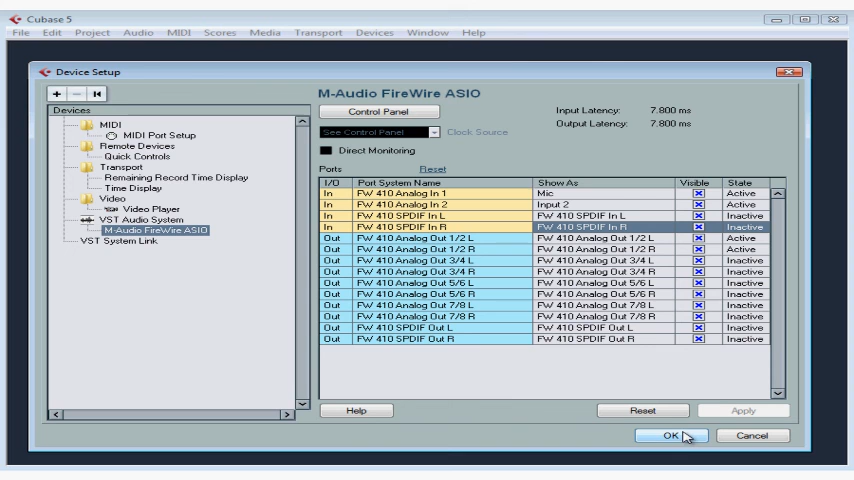 Cubase 5
File Edit Project Audio MIDI Scores Media Transport Devices Window Help
Device Setup
Devices
MIDI
MIDI Port Setup
Remote Devices
Quick Controls
Transport
Remaining Record Time Display
Time Display
Video
Video Player
VST Audio System
M-Audio FireWire ASIO
VST System Link
M-Audio FireWire ASIO
Control Panel
Input Latency: 7.800 ms
Output Latency: 7.800 ms
See Control Panel Clock Source
Direct Monitoring
Ports Reset
I/O Port System Name Show As Visible State
In FW 410 Analog In 1 Mic Active
In FW 410 Analog In 2 Input 2 Active
In FW 410 SPDIF In L FW 410 SPDIF In L Inactive
In FW 410 SPDIF In R FW 410 SPDIF In R Inactive
Out FW 410 Analog Out 1/2 L FW 410 Analog Out 1/2 L Active
Out FW 410 Analog Out 1/2 R FW 410 Analog Out 1/2 R Active
Out FW 410 Analog Out 3/4 L FW 410 Analog Out 3/4 L Inactive
Out FW 410 Analog Out 3/4 R FW 410 Analog Out 3/4 R Inactive
Out FW 410 Analog Out 5/6 L FW 410 Analog Out 5/6 L Inactive
Out FW 410 Analog Out 5/6 R FW 410 Analog Out 5/6 R Inactive
Out FW 410 Analog Out 7/8 L FW 410 Analog Out 7/8 L Inactive
Out FW 410 Analog Out 7/8 R FW 410 Analog Out 7/8 R Inactive
Out FW 410 SPDIF Out L FW 410 SPDIF Out L Inactive
Out FW 410 SPDIF Out R FW 410 SPDIF Out R Inactive
Help Reset Apply
OK Cancel